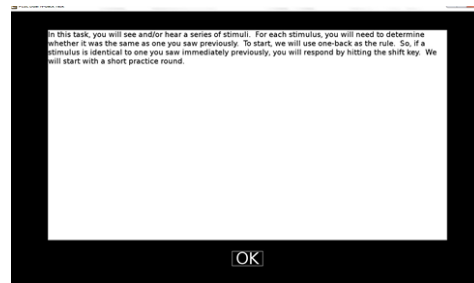 In this task, you will see and/or hear a series of stimuli. For each stimulus, you will need to determine
whether it was the same as one you saw previously. To start, we will use one-back as the rule. So, if a
stimulus is identical to one you saw immediately previously, you will respond by hitting the shift key. We
will start with a short practice round.
OK